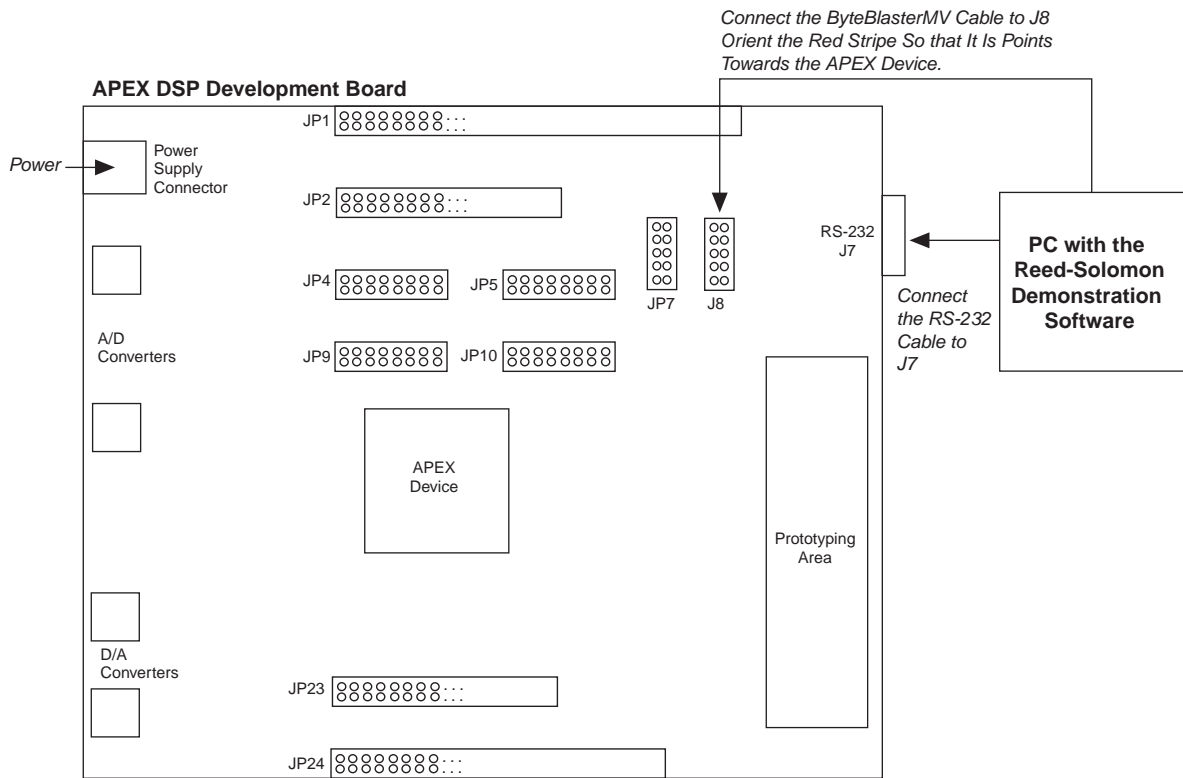 Connect the ByteBlasterMV Cable to J8
Orient the Red Stripe So that It Is Points
Towards the APEX Device.
APEX DSP Development Board
JP1
Power
Power
Supply
Connector
JP2
RS-232
J7
PC with the
Reed-Solomon
Demonstration
Software
JP4
JP5
JP7
J8
Connect
the RS-232
Cable to
J7
A/D
Converters
JP9
JP10
APEX
Device
Prototyping
Area
D/A
Converters
JP23
JP24